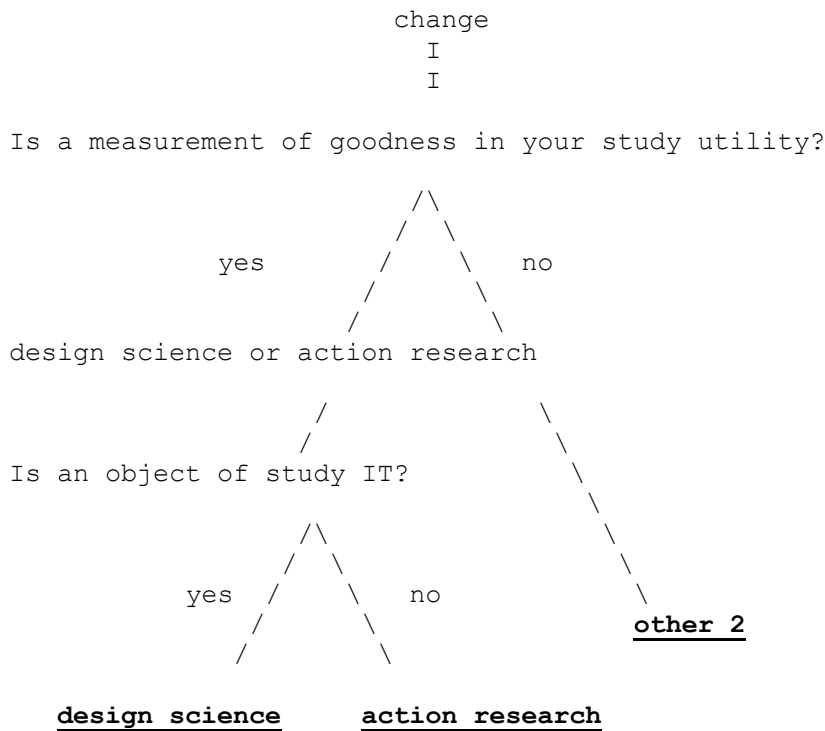 change
I
I
Is a measurement of goodness in your study utility?
yes no
design science or action research
Is an object of study IT?
yes no
other 2
design science action research